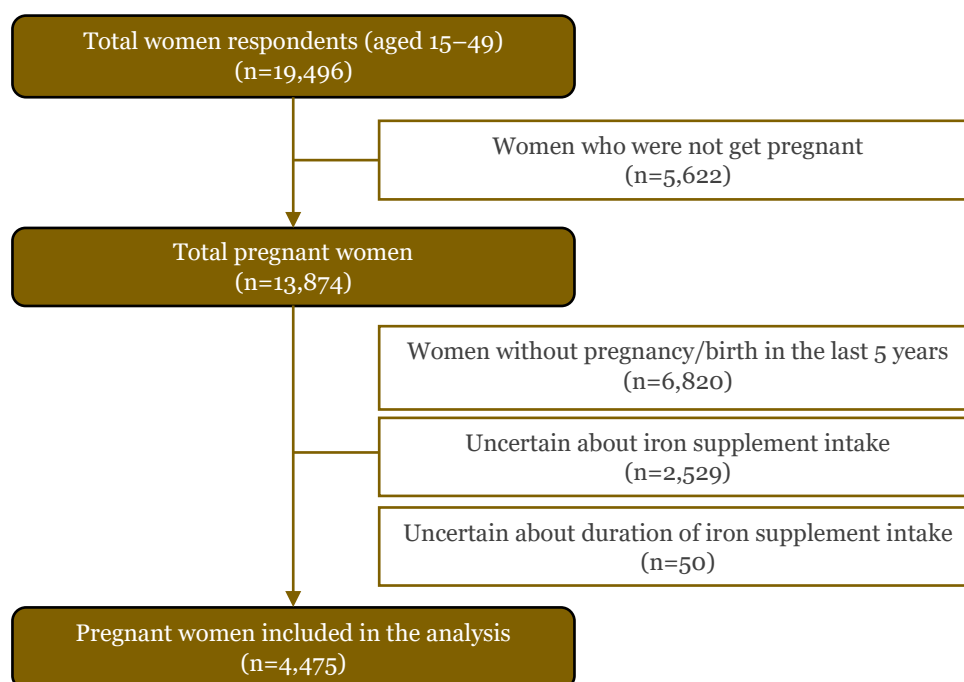 Total women respondents (aged 15–49)
(n=19,496)
Women who were not get pregnant
(n=5,622)
Total pregnant women
(n=13,874)
Women without pregnancy/birth in the last 5 years
(n=6,820)
Uncertain about iron supplement intake
(n=2,529)
Uncertain about duration of iron supplement intake
(n=50)
Pregnant women included in the analysis
(n=4,475)